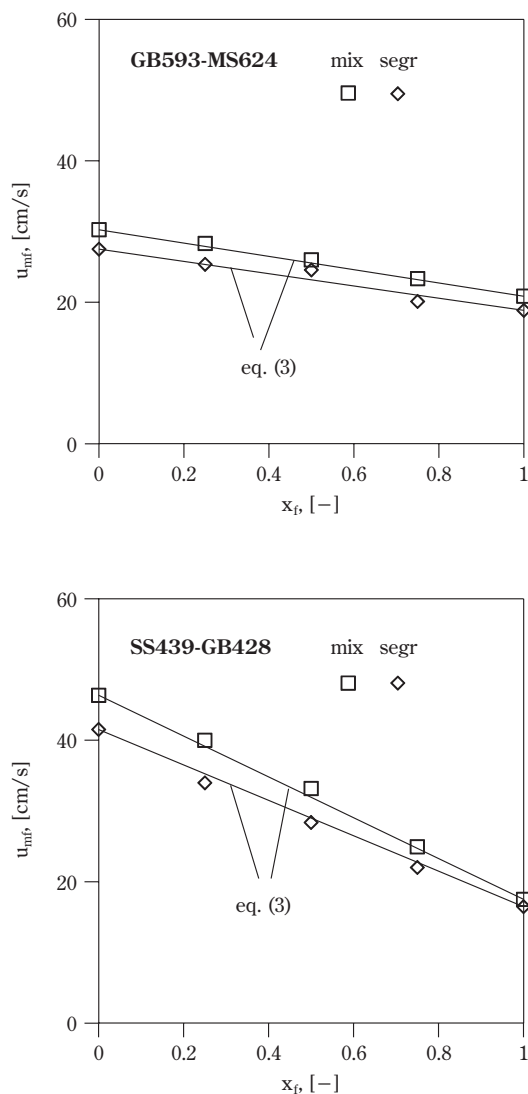 60
GB593-MS624 mix segr
40
u_mf, [cm/s]
20
eq. (3)
0
0 0.2 0.4 0.6 0.8 1
x_f, [−]
60
SS439-GB428 mix segr
40
u_mf, [cm/s]
20
eq. (3)
0
0 0.2 0.4 0.6 0.8 1
x_f, [−]